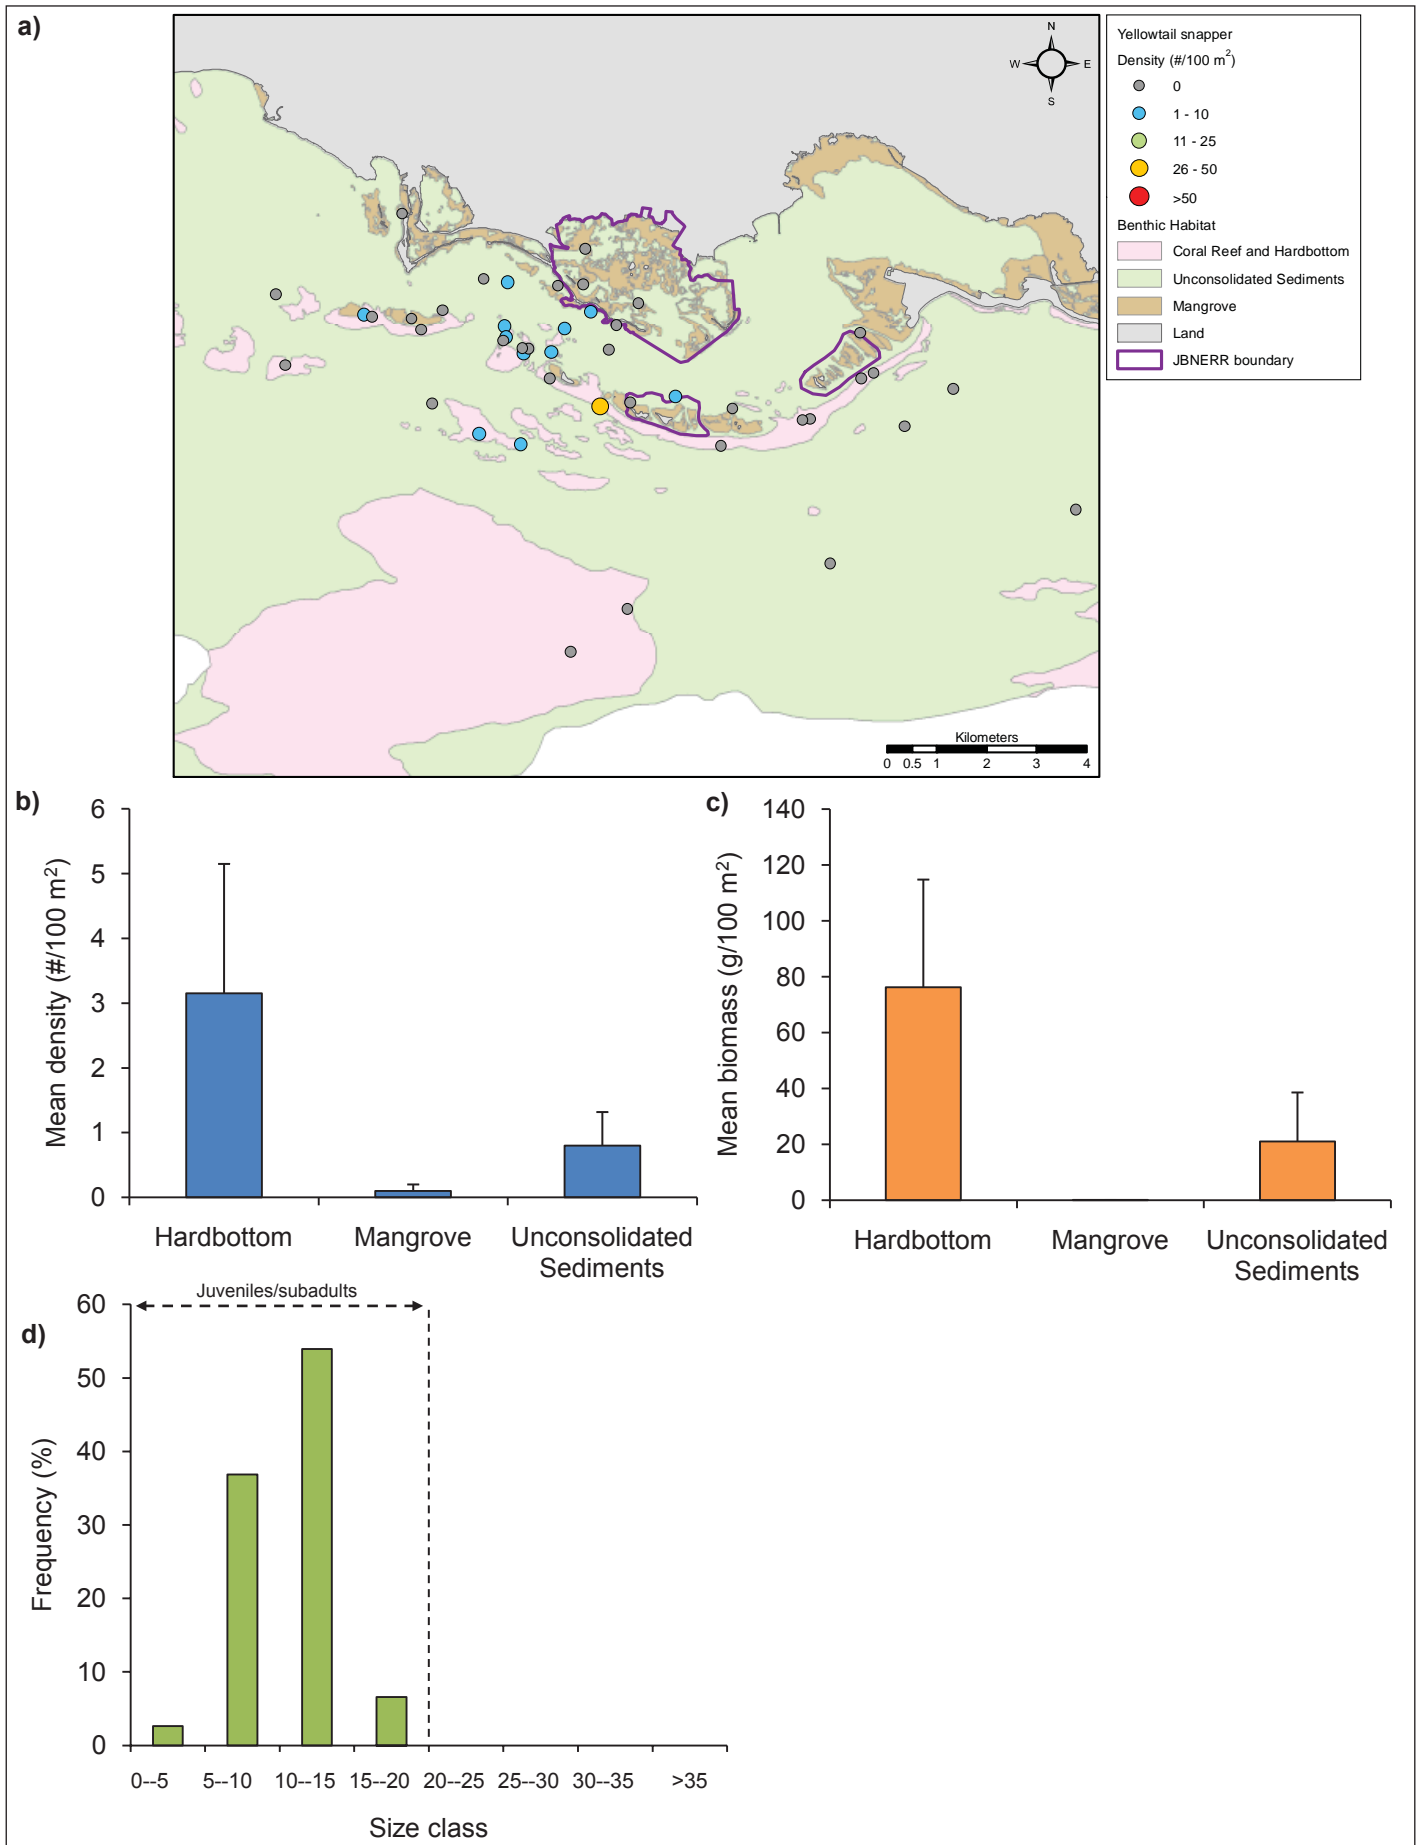 a)
N
W
E
S
Yellowtail snapper
Density (#/100 m²)
0
1 - 10
11 - 25
26 - 50
>50
Benthic Habitat
Coral Reef and Hardbottom
Unconsolidated Sediments
Mangrove
Land
JBNERR boundary
Kilometers
0 0.5 1 2 3 4
b)
Mean density (#/100 m²)
6
5
4
3
2
1
0
Hardbottom
Mangrove
Unconsolidated
Sediments
c)
Mean biomass (g/100 m²)
140
120
100
80
60
40
20
0
Hardbottom
Mangrove
Unconsolidated
Sediments
d)
Juveniles/subadults
Frequency (%)
60
50
40
30
20
10
0
0--5 5--10 10--15 15--20 20--25 25--30 30--35 >35
Size class